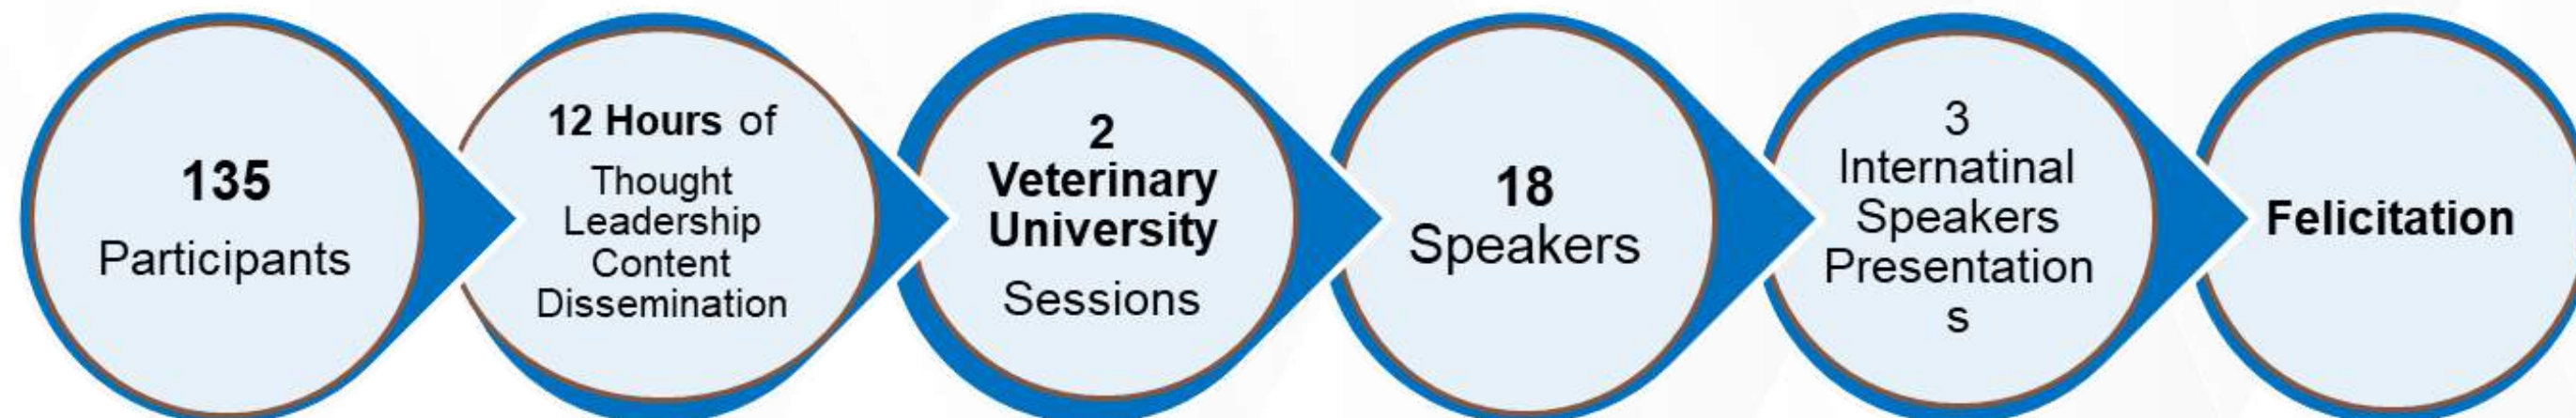 135
Participants
12 Hours of
Thought
Leadership
Content
Dissemination
2
Veterinary
University
Sessions
18
Speakers
3
Internatinal
Speakers
Presentation
s
Felicitation